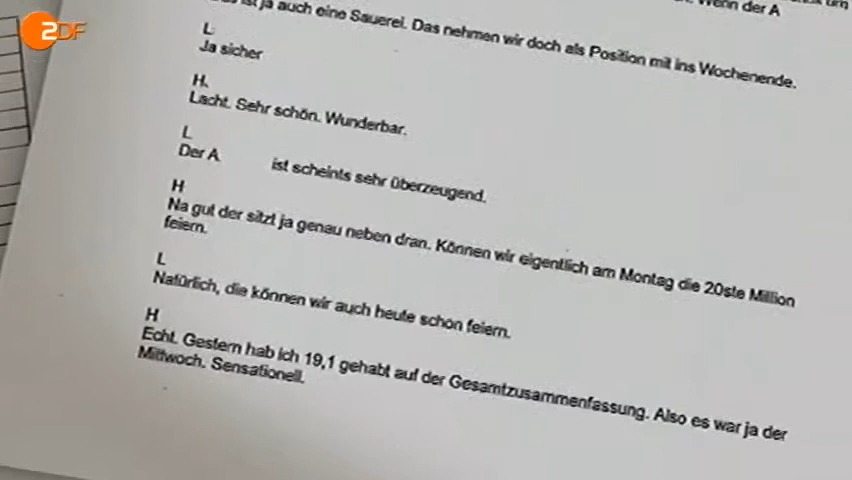 ZDF
Wenn der A
ist ja auch eine Sauerei. Das nehmen wir doch als Position mit ins Wochenende.
L
Ja sicher
H.
Lacht. Sehr schön. Wunderbar.
L
Der A ist scheints sehr überzeugend.
H
Na gut der sitzt ja genau neben dran. Können wir eigentlich am Montag die 20ste Million
feiern.
L
Natürlich, die können wir auch heute schon feiern.
H
Echt. Gestern hab ich 19,1 gehabt auf der Gesamtzusammenfassung. Also es war ja der
Mittwoch. Sensationell.